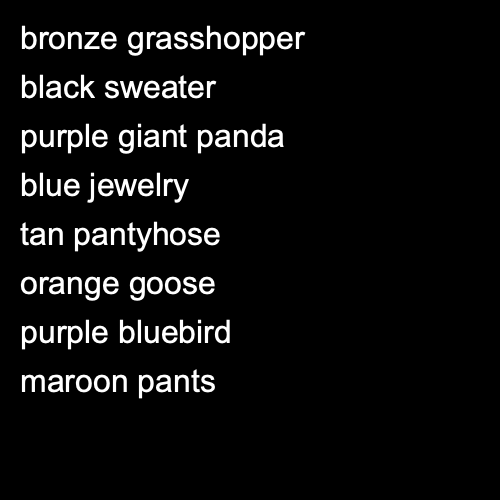 bronze grasshopper
black sweater
purple giant panda
blue jewelry
tan pantyhose
orange goose
purple bluebird
maroon pants